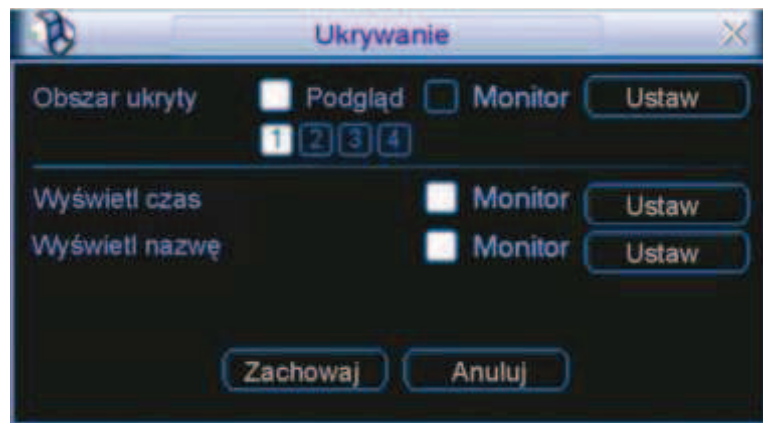 Ukrywanie
Obszar ukryty Podgląd Monitor Ustaw
1 2 3 4
Wyświetl czas Monitor Ustaw
Wyświetl nazwę Monitor Ustaw
Zachowaj Anuluj